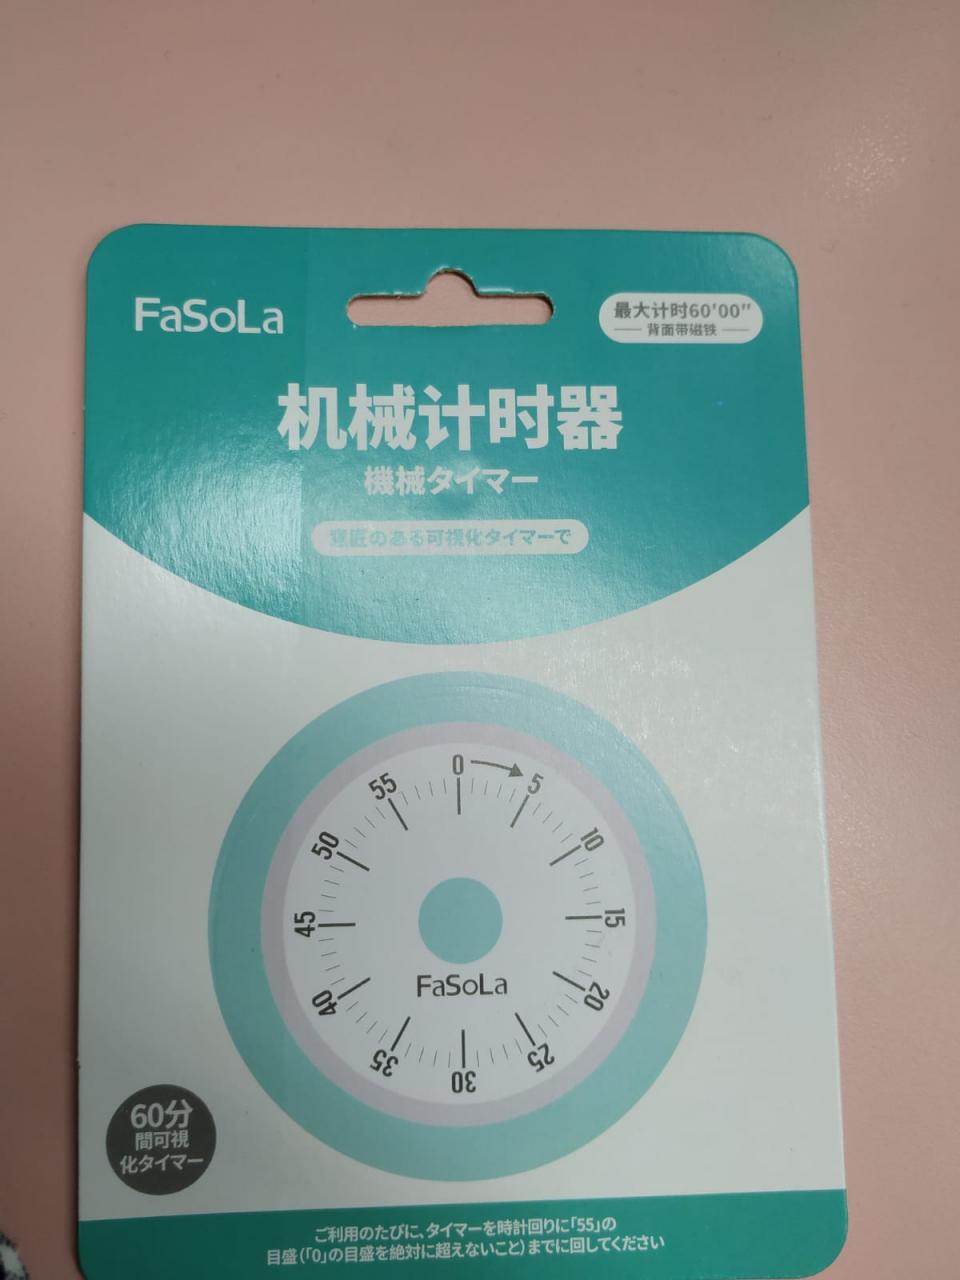 FaSoLa
最大计时60'00"
背面带磁铁
机械计时器
機械タイマー
意匠のある可視化タイマーで
0
5
10
15
20
25
30
35
40
45
50
55
FaSoLa
60分
間可視
化タイマー
ご利用のたびに、タイマーを時計回りに「55」の
目盛(「0」の目盛を絶対に超えないこと)までに回してください